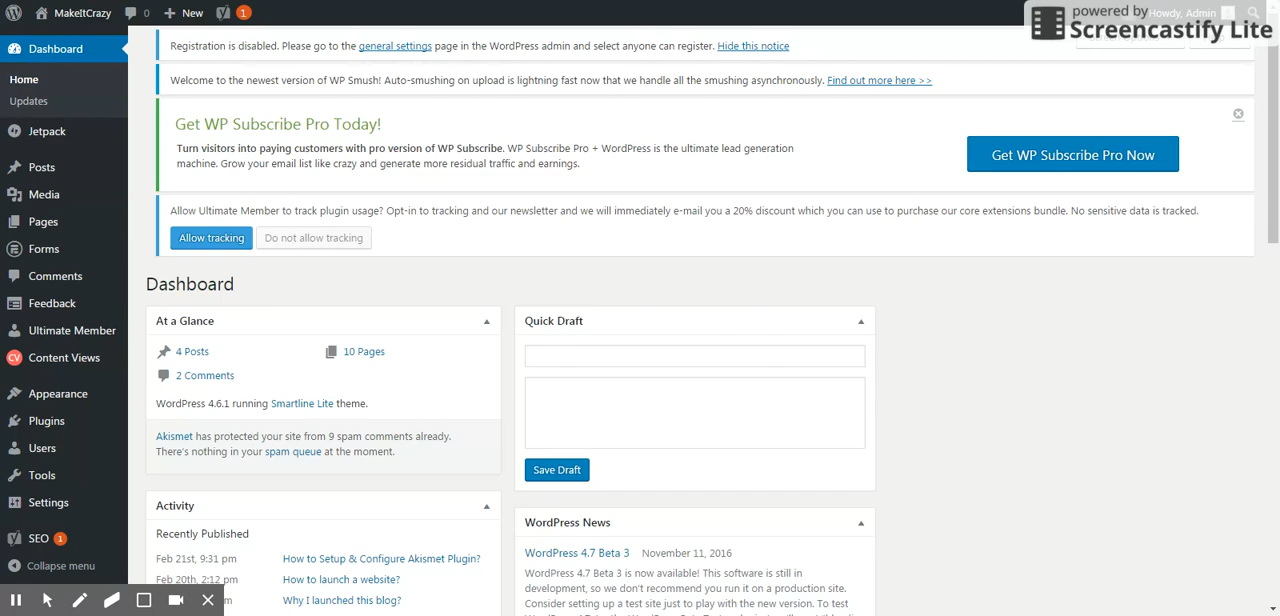 MakeItCrazy 0 New 1 Howdy, Admin
powered by
Screencastify Lite
Dashboard
Home
Updates
Jetpack
Posts
Media
Pages
Forms
Comments
Feedback
Ultimate Member
CV Content Views
Appearance
Plugins
Users
Tools
Settings
SEO 1
Collapse menu
Registration is disabled. Please go to the general settings page in the WordPress admin and select anyone can register. Hide this notice
Welcome to the newest version of WP Smush! Auto-smushing on upload is lightning fast now that we handle all the smushing asynchronously. Find out more here >>
Get WP Subscribe Pro Today!
Turn visitors into paying customers with pro version of WP Subscribe. WP Subscribe Pro + WordPress is the ultimate lead generation
machine. Grow your email list like crazy and generate more residual traffic and earnings.
Get WP Subscribe Pro Now
Allow Ultimate Member to track plugin usage? Opt-in to tracking and our newsletter and we will immediately e-mail you a 20% discount which you can use to purchase our core extensions bundle. No sensitive data is tracked.
Allow tracking Do not allow tracking
Dashboard
At a Glance
4 Posts 10 Pages
2 Comments
WordPress 4.6.1 running Smartline Lite theme.
Akismet has protected your site from 9 spam comments already.
There's nothing in your spam queue at the moment.
Activity
Recently Published
Feb 21st, 9:31 pm How to Setup & Configure Akismet Plugin?
Feb 20th, 2:12 pm How to launch a website?
m Why I launched this blog?
Quick Draft
Save Draft
WordPress News
WordPress 4.7 Beta 3 November 11, 2016
WordPress 4.7 Beta 3 is now available! This software is still in
development, so we don't recommend you run it on a production site.
Consider setting up a test site just to play with the new version. To test